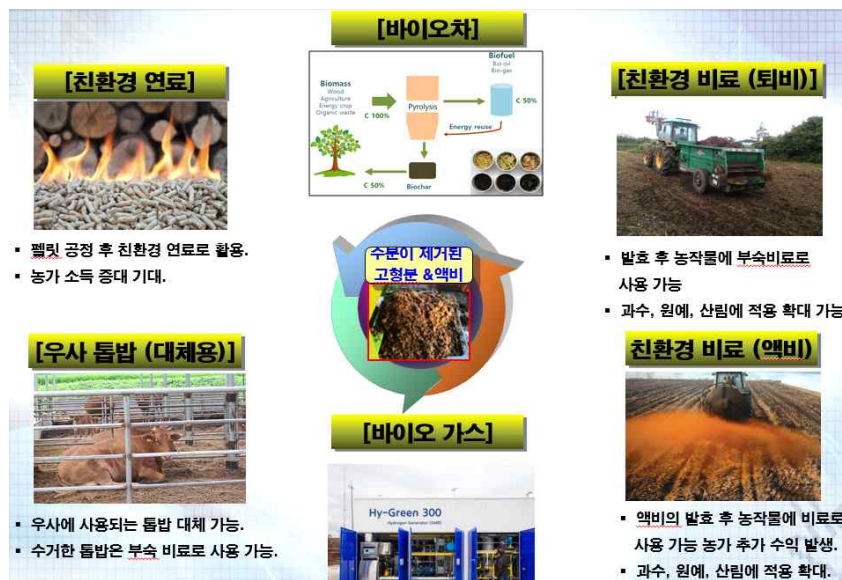 [바이오차]
[친환경 연료]
[친환경 비료 (퇴비)]
Biomass
Wood
Agriculture
Energy crop
Organic waste
C 100%
Pyrolysis
Biofuel
Bio-oil
Bio-gas
C 50%
Energy reuse
C 50%
Biochar
▪ 펠릿 공정 후 친환경 연료로 활용.
▪ 농가 소득 증대 기대.
수분이 제거된
고형분 &액비
▪ 발효 후 농작물에 부숙비료로
사용 가능
▪ 과수, 원예, 산림에 적용 확대 가능
[우사 톱밥 (대체용)]
친환경 비료 (액비)
[바이오 가스]
Hy-Green 300
Hydrogen Generator (SMR)
▪ 우사에 사용되는 톱밥 대체 가능.
▪ 수거한 톱밥은 부숙 비료로 사용 가능.
▪ 액비의 발효 후 농작물에 비료로
사용 가능 농가 추가 수익 발생.
▪ 과수, 원예, 산림에 적용 확대.